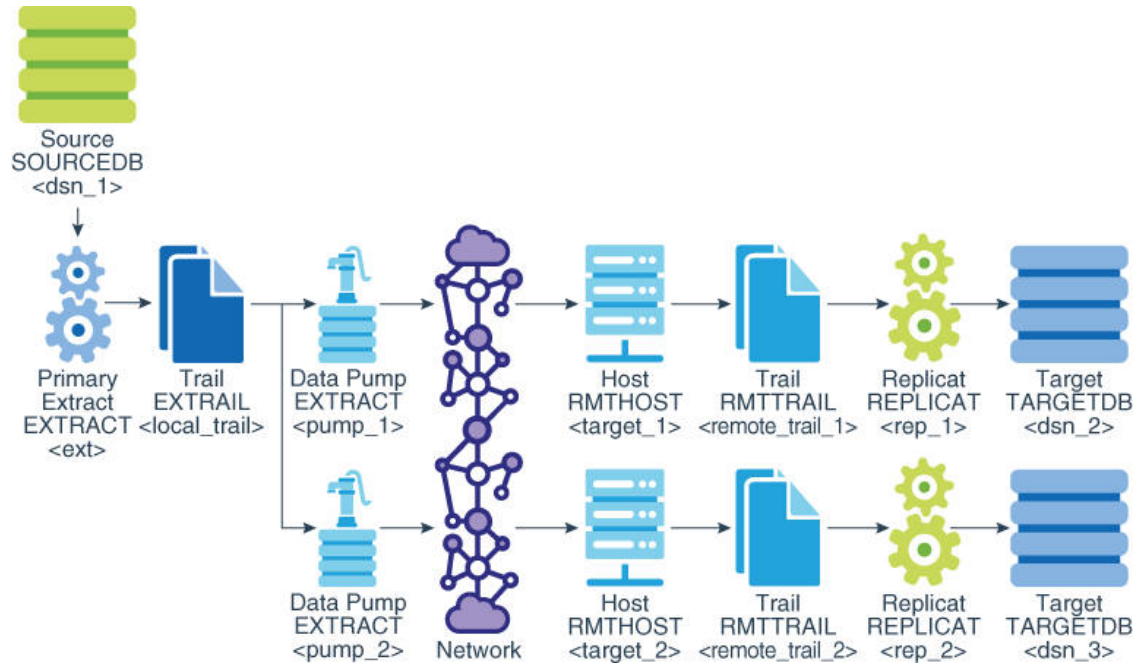 Source
SOURCEDB
<dsn_1>
Primary
Extract
EXTRACT
<ext>
Trail
EXTRAIL
<local_trail>
Data Pump
EXTRACT
<pump_1>
Host
RMTHOST
<target_1>
Trail
RMTTRAIL
<remote_trail_1>
Replicat
REPLICAT
<rep_1>
Target
TARGETDB
<dsn_2>
Data Pump
EXTRACT
<pump_2>
Network
Host
RMTHOST
<target_2>
Trail
RMTTRAIL
<remote_trail_2>
Replicat
REPLICAT
<rep_2>
Target
TARGETDB
<dsn_3>